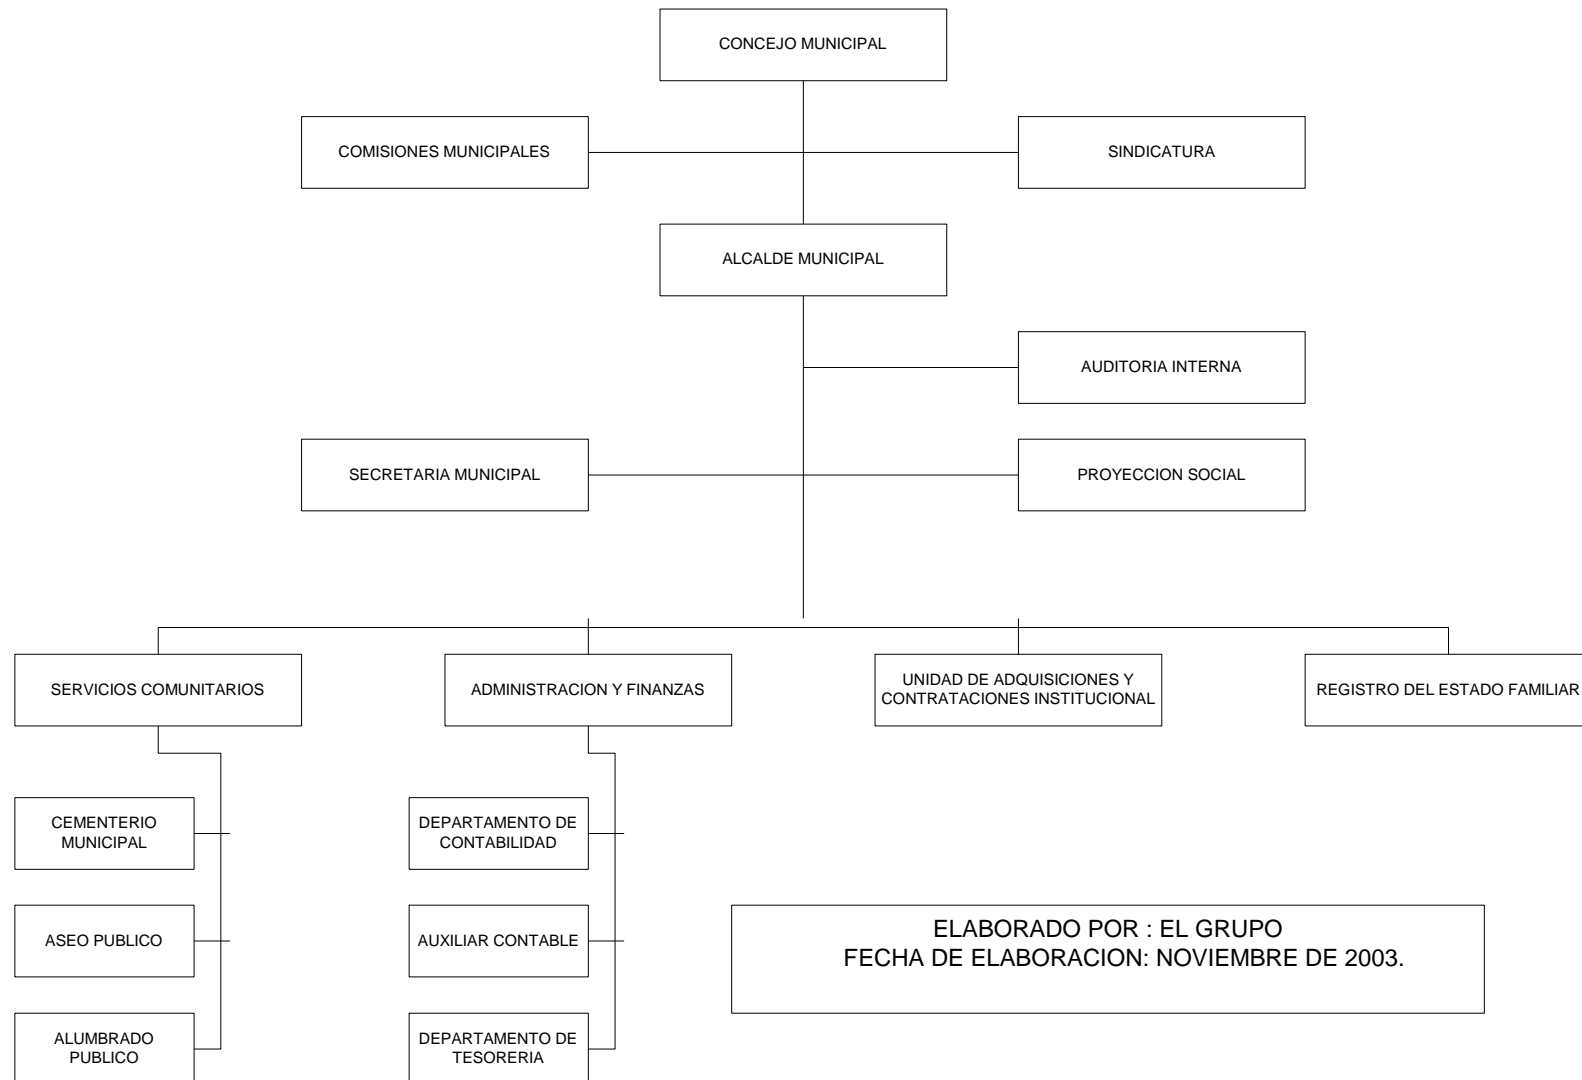 CONCEJO MUNICIPAL
COMISIONES MUNICIPALES
SINDICATURA
ALCALDE MUNICIPAL
AUDITORIA INTERNA
SECRETARIA MUNICIPAL
PROYECCION SOCIAL
SERVICIOS COMUNITARIOS
ADMINISTRACION Y FINANZAS
UNIDAD DE ADQUISICIONES Y
CONTRATACIONES INSTITUCIONAL
REGISTRO DEL ESTADO FAMILIAR
CEMENTERIO
MUNICIPAL
DEPARTAMENTO DE
CONTABILIDAD
ASEO PUBLICO
AUXILIAR CONTABLE
ELABORADO POR : EL GRUPO
FECHA DE ELABORACION: NOVIEMBRE DE 2003.
ALUMBRADO
PUBLICO
DEPARTAMENTO DE
TESORERIA